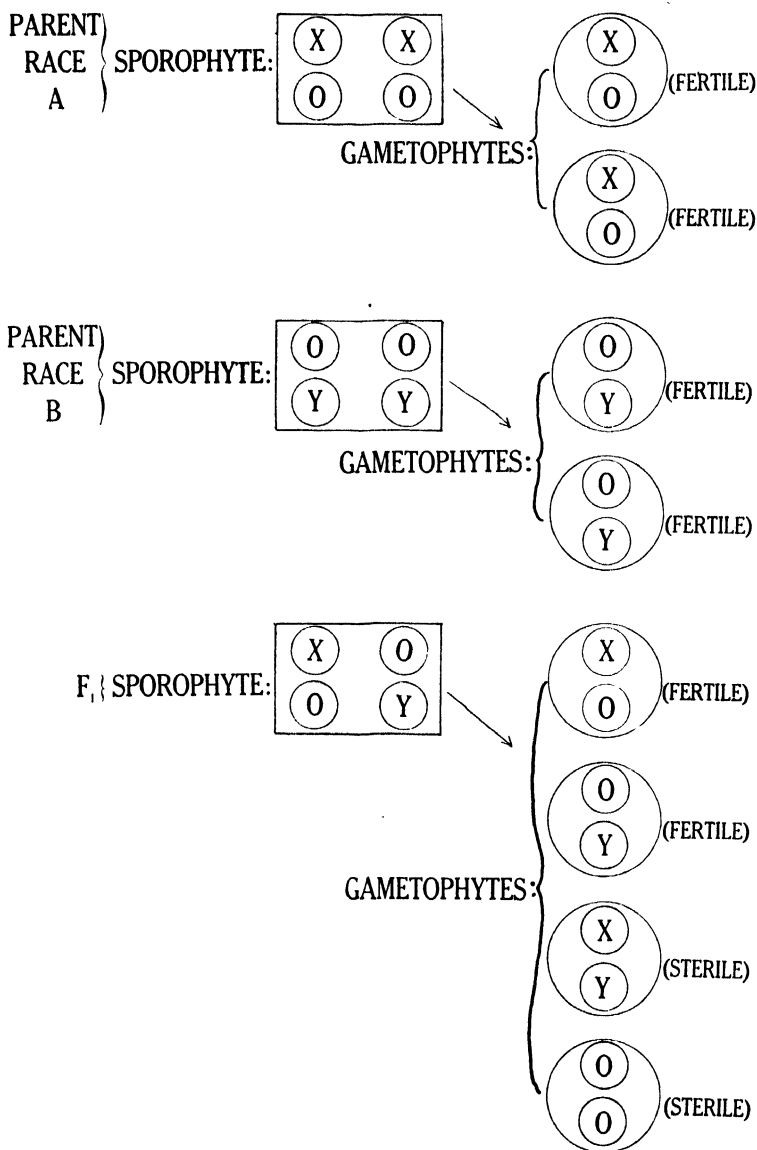 PARENT
RACE
A
SPOROPHYTE:
X X
O O
GAMETOPHYTES:
X
O
(FERTILE)
X
O
(FERTILE)
PARENT
RACE
B
SPOROPHYTE:
O O
Y Y
GAMETOPHYTES:
O
Y
(FERTILE)
O
Y
(FERTILE)
F₁ SPOROPHYTE:
X O
O Y
GAMETOPHYTES:
X
O
(FERTILE)
O
Y
(FERTILE)
X
Y
(STERILE)
O
O
(STERILE)